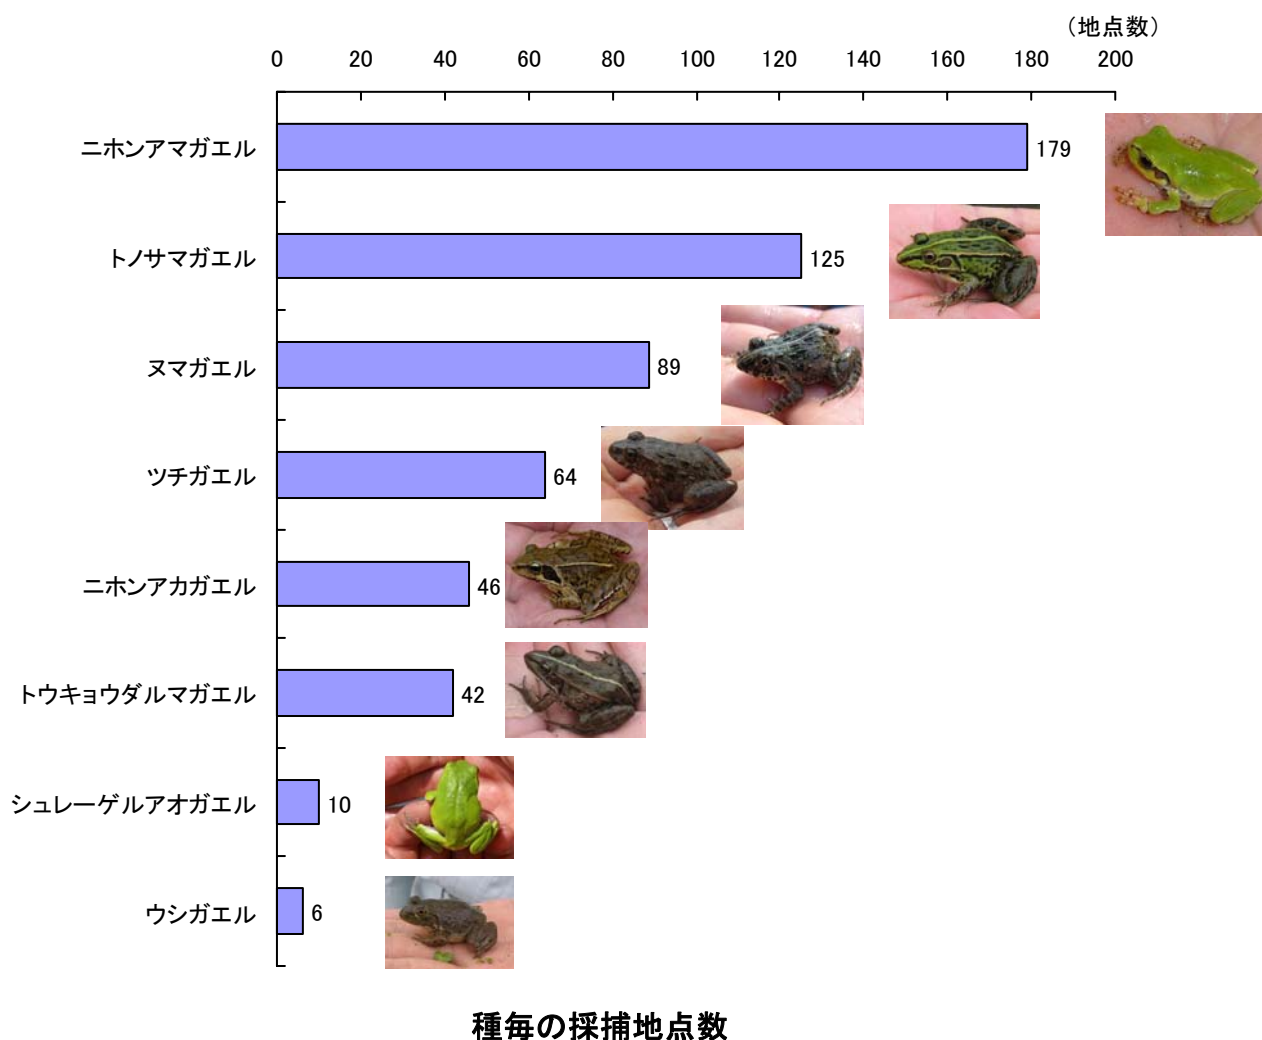 （地点数）
0 20 40 60 80 100 120 140 160 180 200
ニホンアマガエル 179
トノサマガエル 125
ヌマガエル 89
ツチガエル 64
ニホンアカガエル 46
トウキョウダルマガエル 42
シュレーゲルアオガエル 10
ウシガエル 6
種毎の採捕地点数